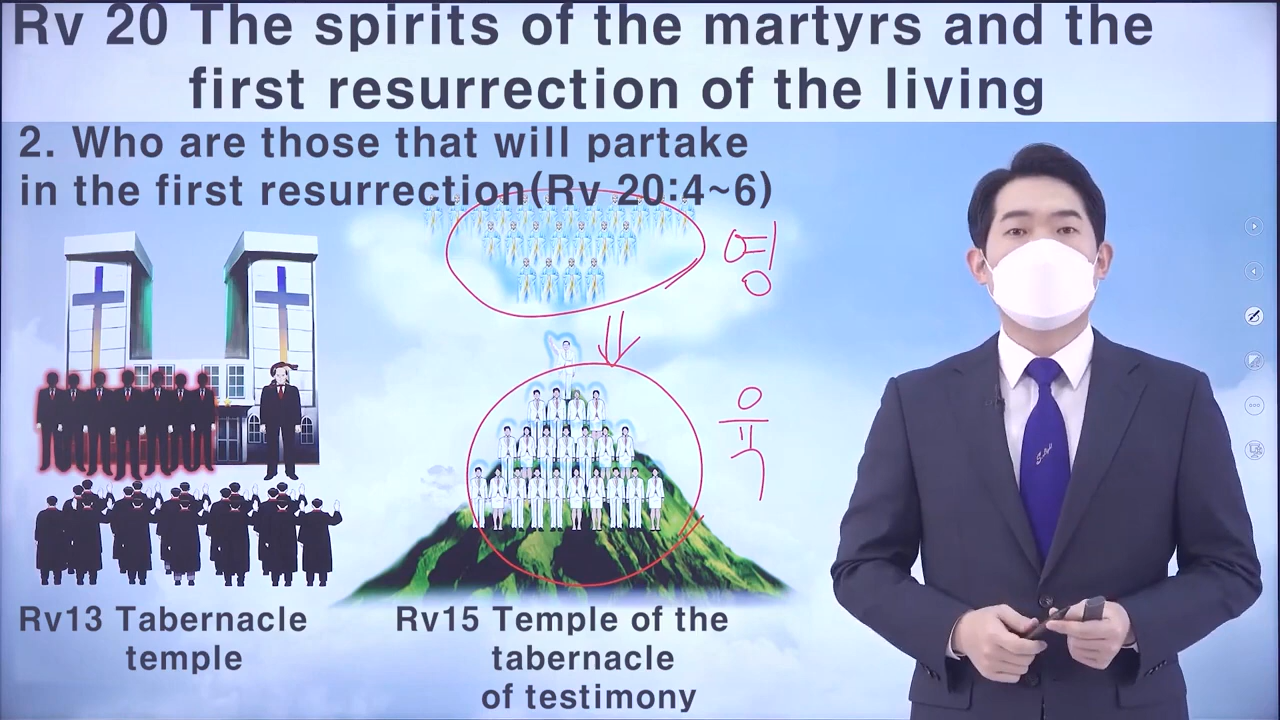 Rv 20 The spirits of the martyrs and the
first resurrection of the living
2. Who are those that will partake
in the first resurrection(Rv 20:4~6)
영
육
Rv13 Tabernacle
temple
Rv15 Temple of the
tabernacle
of testimony